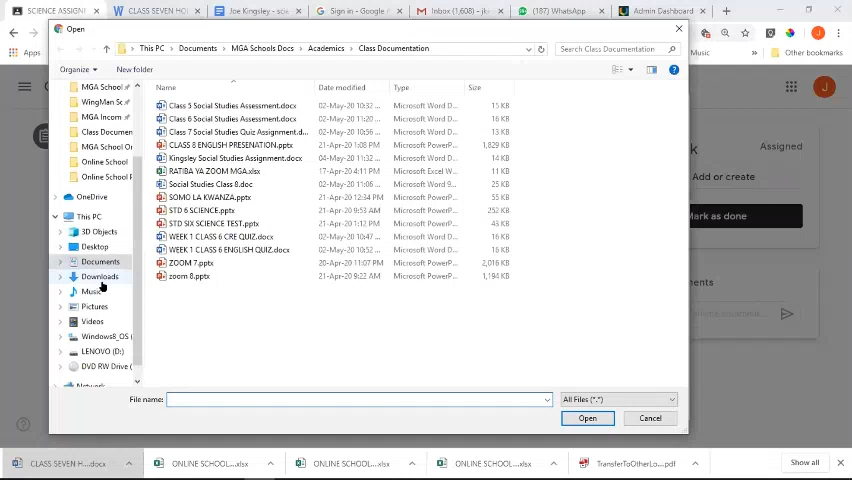 SCIENCE ASSIGN
CLASS SEVEN HO
Joe Kingsley - scie
Sign in - Google A
Inbox (1,608) - jk
(187) WhatsApp
Admin Dashboard
Apps
Music
Other bookmarks
Open
This PC > Documents > MGA Schools Docs > Academics > Class Documentation
Search Class Documentation
Organize
New folder
Name
Date modified
Type
Size
MGA School
WingMan Sc
MGA Incom
Class Documen
MGA School On
Online School
Online School F
OneDrive
This PC
3D Objects
Desktop
Documents
Downloads
Music
Pictures
Videos
Windows8_OS (
LENOVO (D:)
DVD RW Drive (
Network
Class 5 Social Studies Assessment.docx 02-May-20 10:32 ... Microsoft Word D... 15 KB
Class 6 Social Studies Assessment.docx 02-May-20 11:20 ... Microsoft Word D... 16 KB
Class 7 Social Studies Quiz Assignment.d... 02-May-20 10:56 ... Microsoft Word D... 13 KB
CLASS 8 ENGLISH PRESENATION.pptx 21-Apr-20 1:08 PM Microsoft PowerP... 1,829 KB
Kingsley Social Studies Assignment.docx 04-May-20 11:32 ... Microsoft Word D... 14 KB
RATIBA YA ZOOM MGA.xlsx 17-Apr-20 4:11 PM Microsoft Excel W... 11 KB
Social Studies Class 8.doc 02-May-20 11:06 ... Microsoft Word 9... 25 KB
SOMO LA KWANZA.pptx 21-Apr-20 12:34 PM Microsoft PowerP... 55 KB
STD 6 SCIENCE.pptx 21-Apr-20 9:53 AM Microsoft PowerP... 252 KB
STD SIX SCIENCE TEST.pptx 21-Apr-20 1:12 PM Microsoft PowerP... 43 KB
WEEK 1 CLASS 6 CRE QUIZ.docx 02-May-20 10:47 ... Microsoft Word D... 16 KB
WEEK 1 CLASS 6 ENGLISH QUIZ.docx 02-May-20 10:52 ... Microsoft Word D... 16 KB
ZOOM 7.pptx 20-Apr-20 11:07 PM Microsoft PowerP... 2,016 KB
zoom 8.pptx 21-Apr-20 9:22 AM Microsoft PowerP... 1,194 KB
File name:
All Files (*.*)
Open
Cancel
J
k
Assigned
Add or create
Mark as done
ments
CLASS SEVEN H....docx
ONLINE SCHOOL....xlsx
ONLINE SCHOOL....xlsx
ONLINE SCHOOL....xlsx
TransferToOtherLo....pdf
Show all